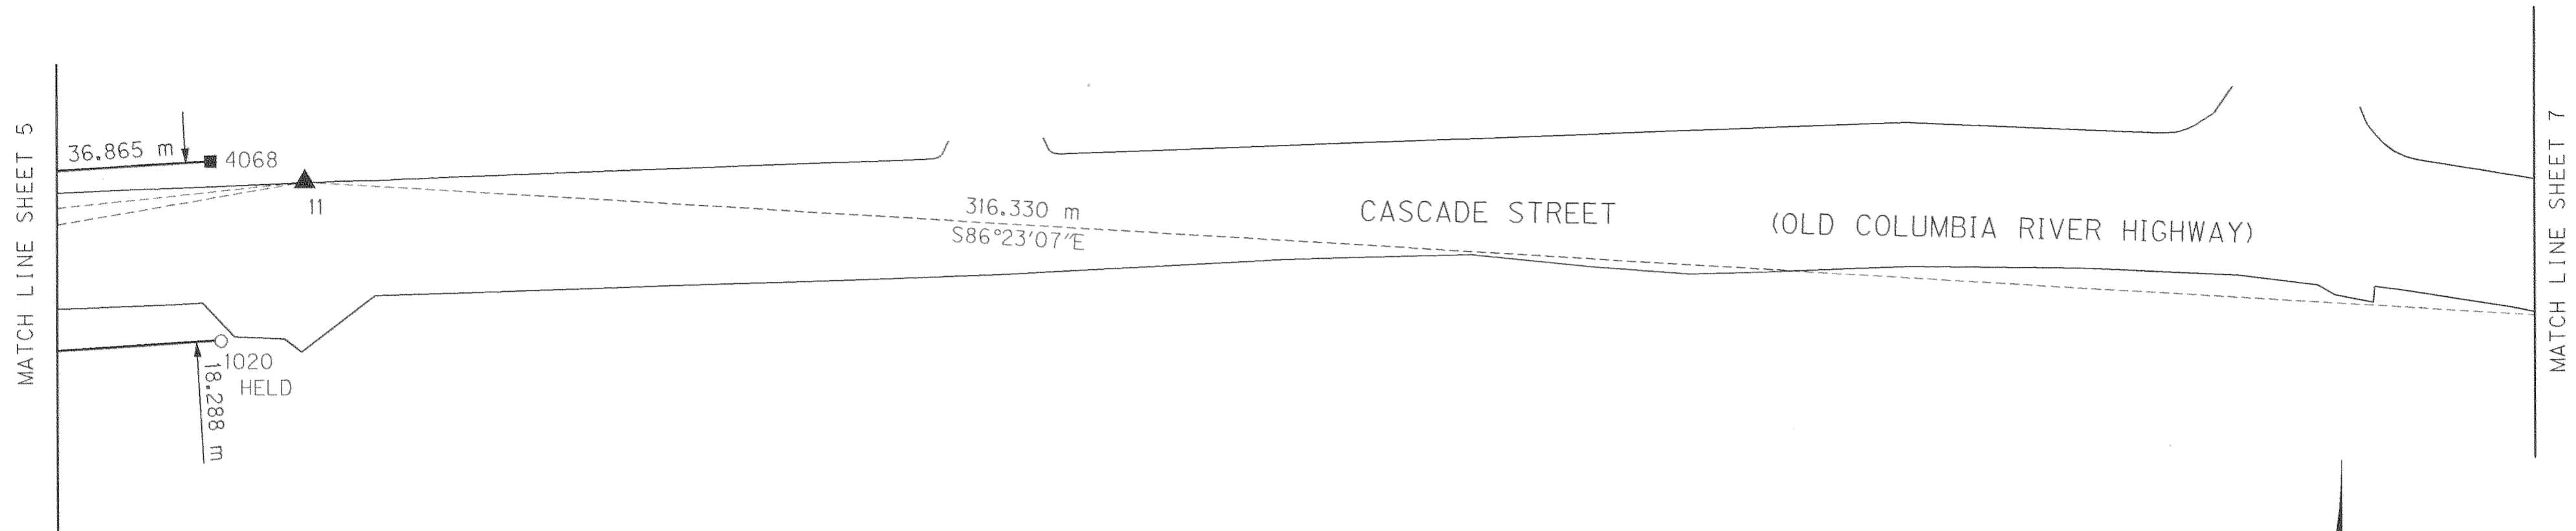 MATCH LINE SHEET 5
36.865 m
4068
11
316.330 m
S86°23'07"E
CASCADE STREET
(OLD COLUMBIA RIVER HIGHWAY)
1020
HELD
18.288 m
MATCH LINE SHEET 7